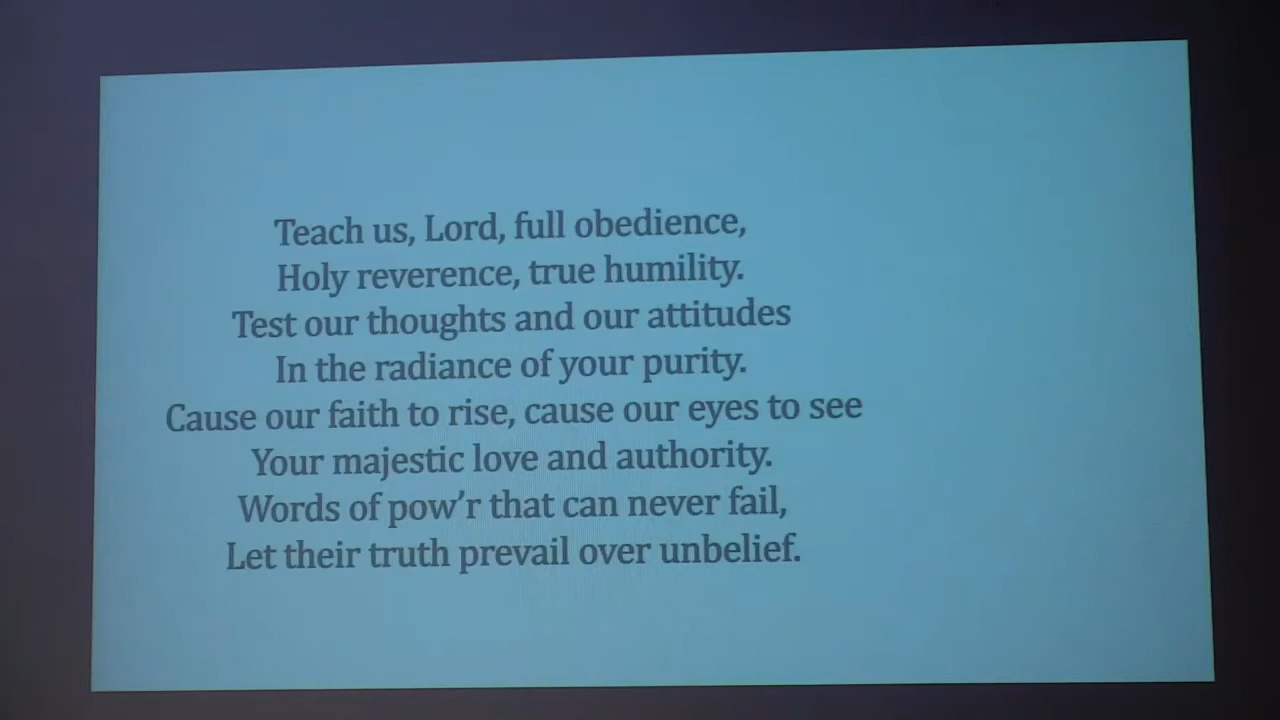 Teach us, Lord, full obedience,
Holy reverence, true humility.
Test our thoughts and our attitudes
In the radiance of your purity.
Cause our faith to rise, cause our eyes to see
Your majestic love and authority.
Words of pow’r that can never fail,
Let their truth prevail over unbelief.